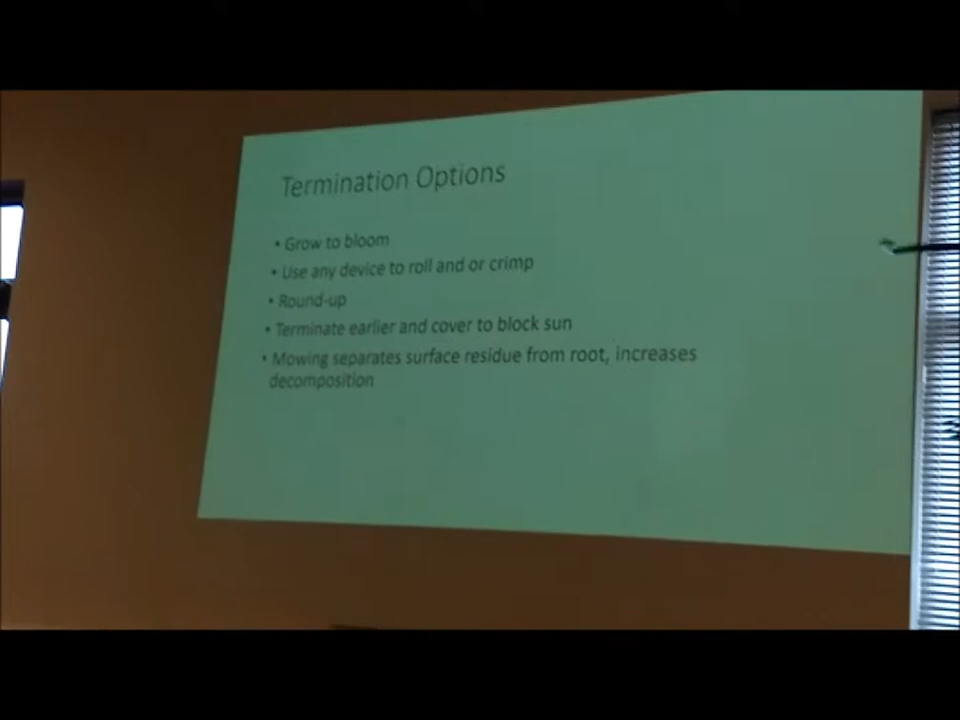 Termination Options
• Grow to bloom
• Use any device to roll and or crimp
• Round-up
• Terminate earlier and cover to block sun
• Mowing separates surface residue from root, increases
decomposition